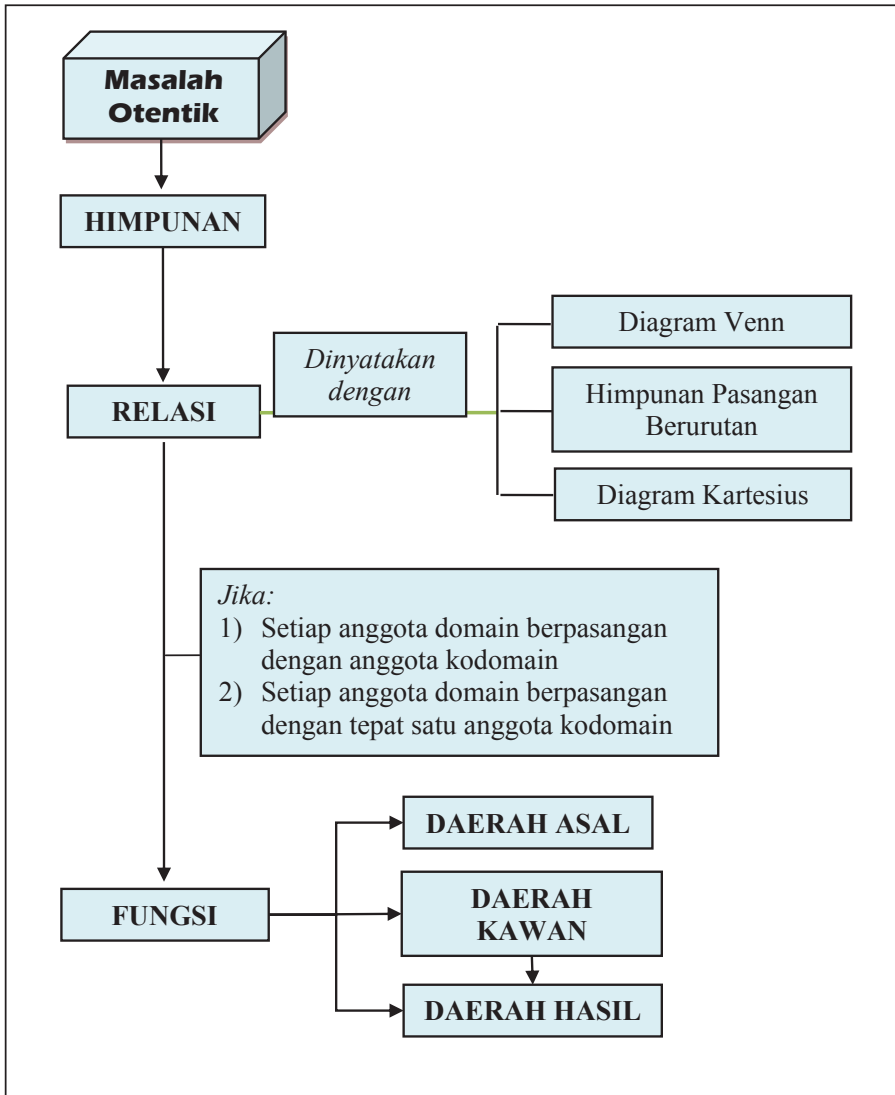 Masalah
Otentik
HIMPUNAN
Dinyatakan
dengan
RELASI
Diagram Venn
Himpunan Pasangan
Berurutan
Diagram Kartesius
Jika:
1) Setiap anggota domain berpasangan
dengan anggota kodomain
2) Setiap anggota domain berpasangan
dengan tepat satu anggota kodomain
FUNGSI
DAERAH ASAL
DAERAH
KAWAN
DAERAH HASIL